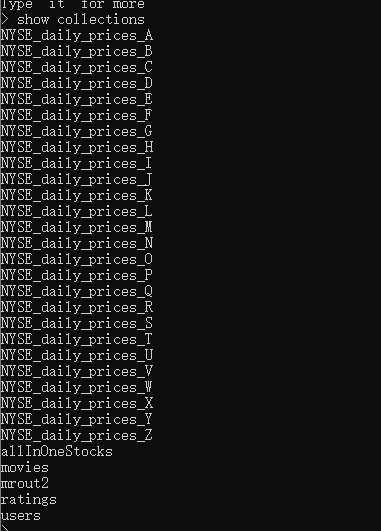 Type "it" for more
> show collections
NYSE_daily_prices_A
NYSE_daily_prices_B
NYSE_daily_prices_C
NYSE_daily_prices_D
NYSE_daily_prices_E
NYSE_daily_prices_F
NYSE_daily_prices_G
NYSE_daily_prices_H
NYSE_daily_prices_I
NYSE_daily_prices_J
NYSE_daily_prices_K
NYSE_daily_prices_L
NYSE_daily_prices_M
NYSE_daily_prices_N
NYSE_daily_prices_O
NYSE_daily_prices_P
NYSE_daily_prices_Q
NYSE_daily_prices_R
NYSE_daily_prices_S
NYSE_daily_prices_T
NYSE_daily_prices_U
NYSE_daily_prices_V
NYSE_daily_prices_W
NYSE_daily_prices_X
NYSE_daily_prices_Y
NYSE_daily_prices_Z
allInOneStocks
movies
mrout2
ratings
users
>